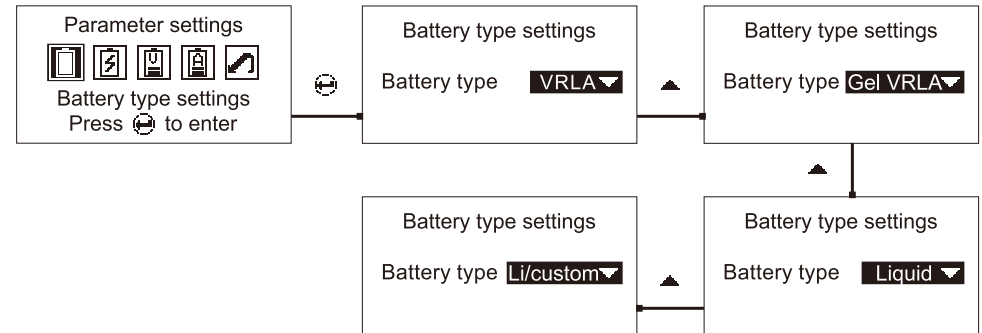 Parameter settings
Battery type settings
Press to enter
Battery type settings
Battery type VRLA
Battery type settings
Battery type Gel VRLA
Battery type settings
Battery type Liquid
Battery type settings
Battery type Li/custom